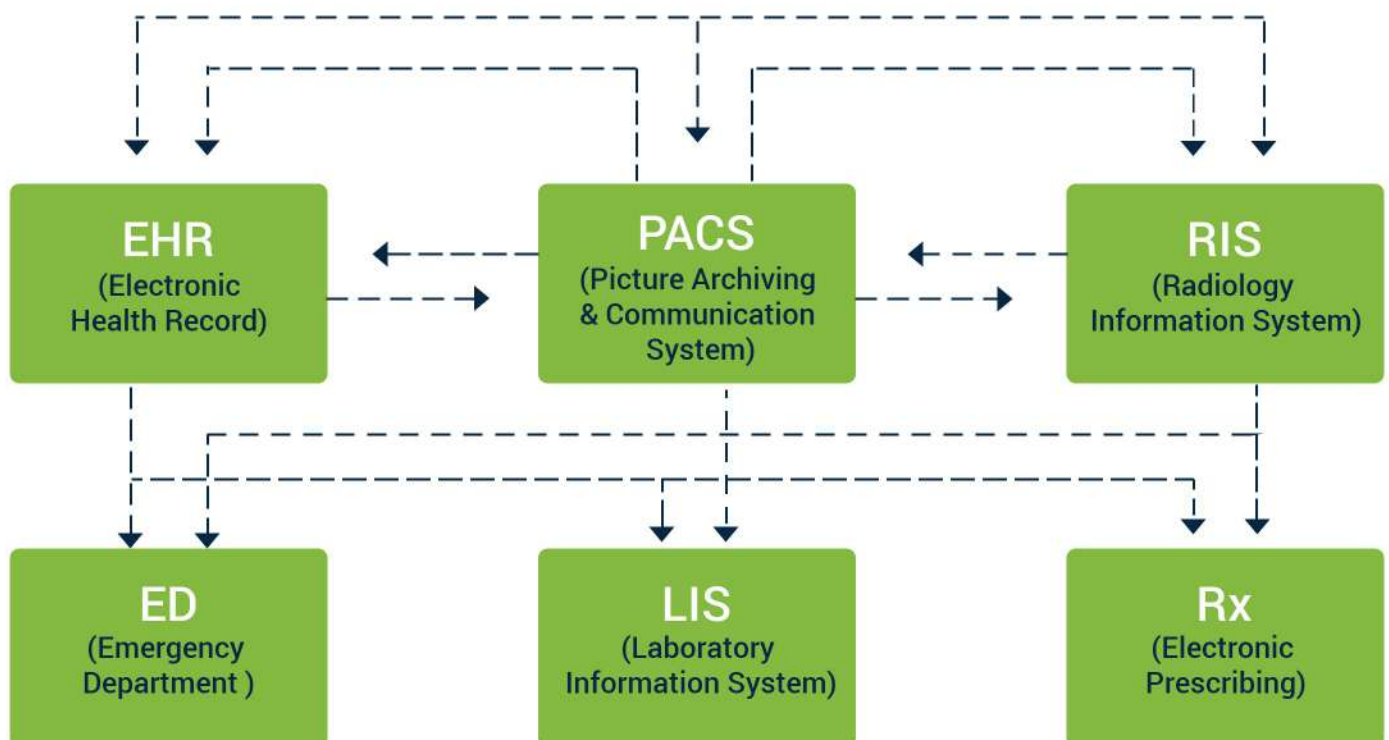 EHR
(Electronic
Health Record)
PACS
(Picture Archiving
& Communication
System)
RIS
(Radiology
Information System)
ED
(Emergency
Department )
LIS
(Laboratory
Information System)
Rx
(Electronic
Prescribing)